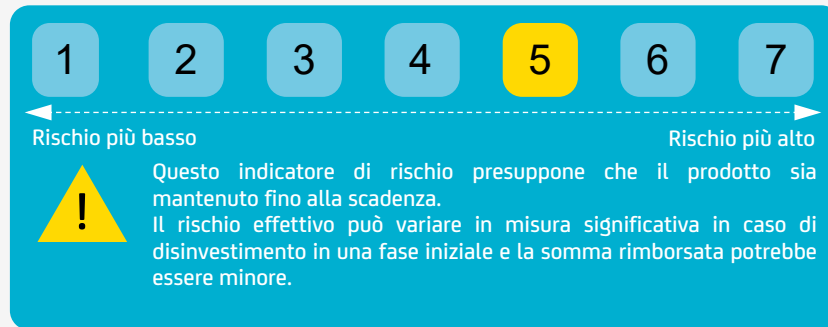 1 2 3 4 5 6 7
Rischio più basso Rischio più alto
Questo indicatore di rischio presuppone che il prodotto sia
mantenuto fino alla scadenza.
!
Il rischio effettivo può variare in misura significativa in caso di
disinvestimento in una fase iniziale e la somma rimborsata potrebbe
essere minore.